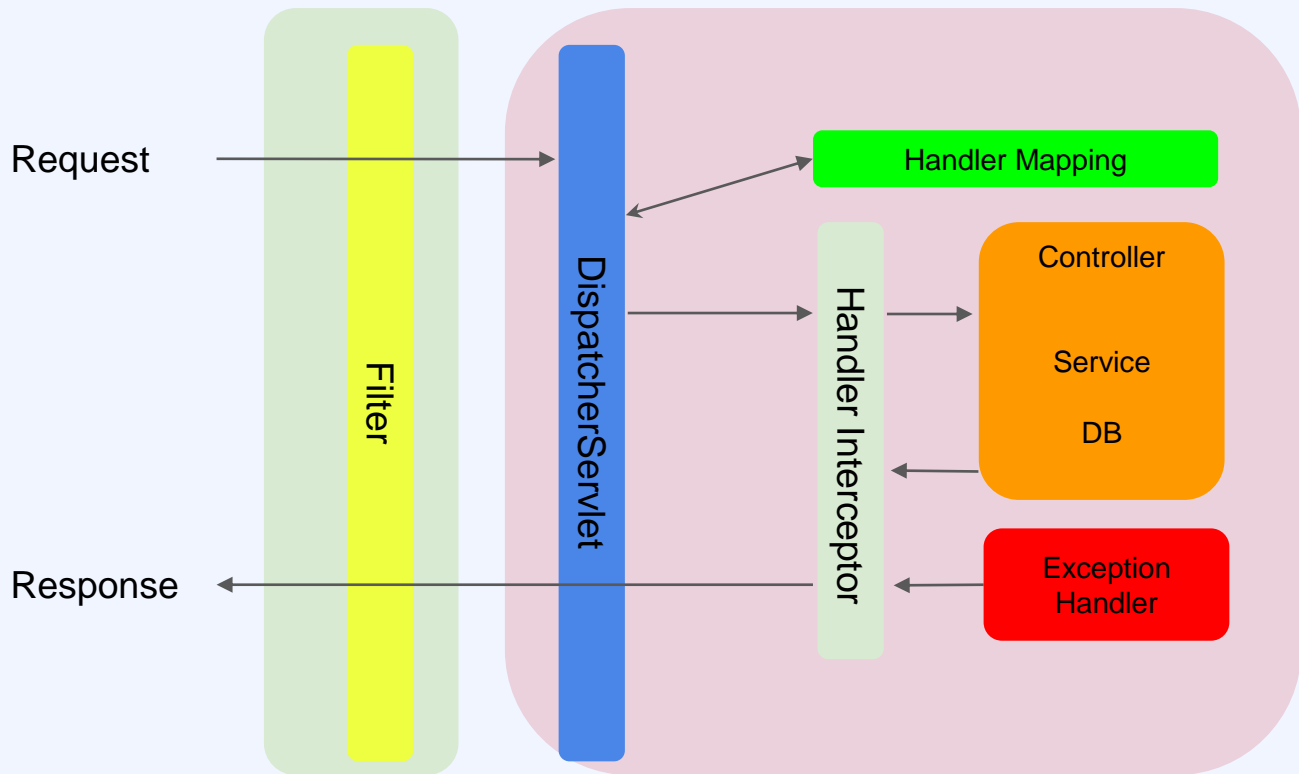 Request
Filter
DispatcherServlet
Handler Mapping
Handler Interceptor
Controller
Service
DB
Exception
Handler
Response